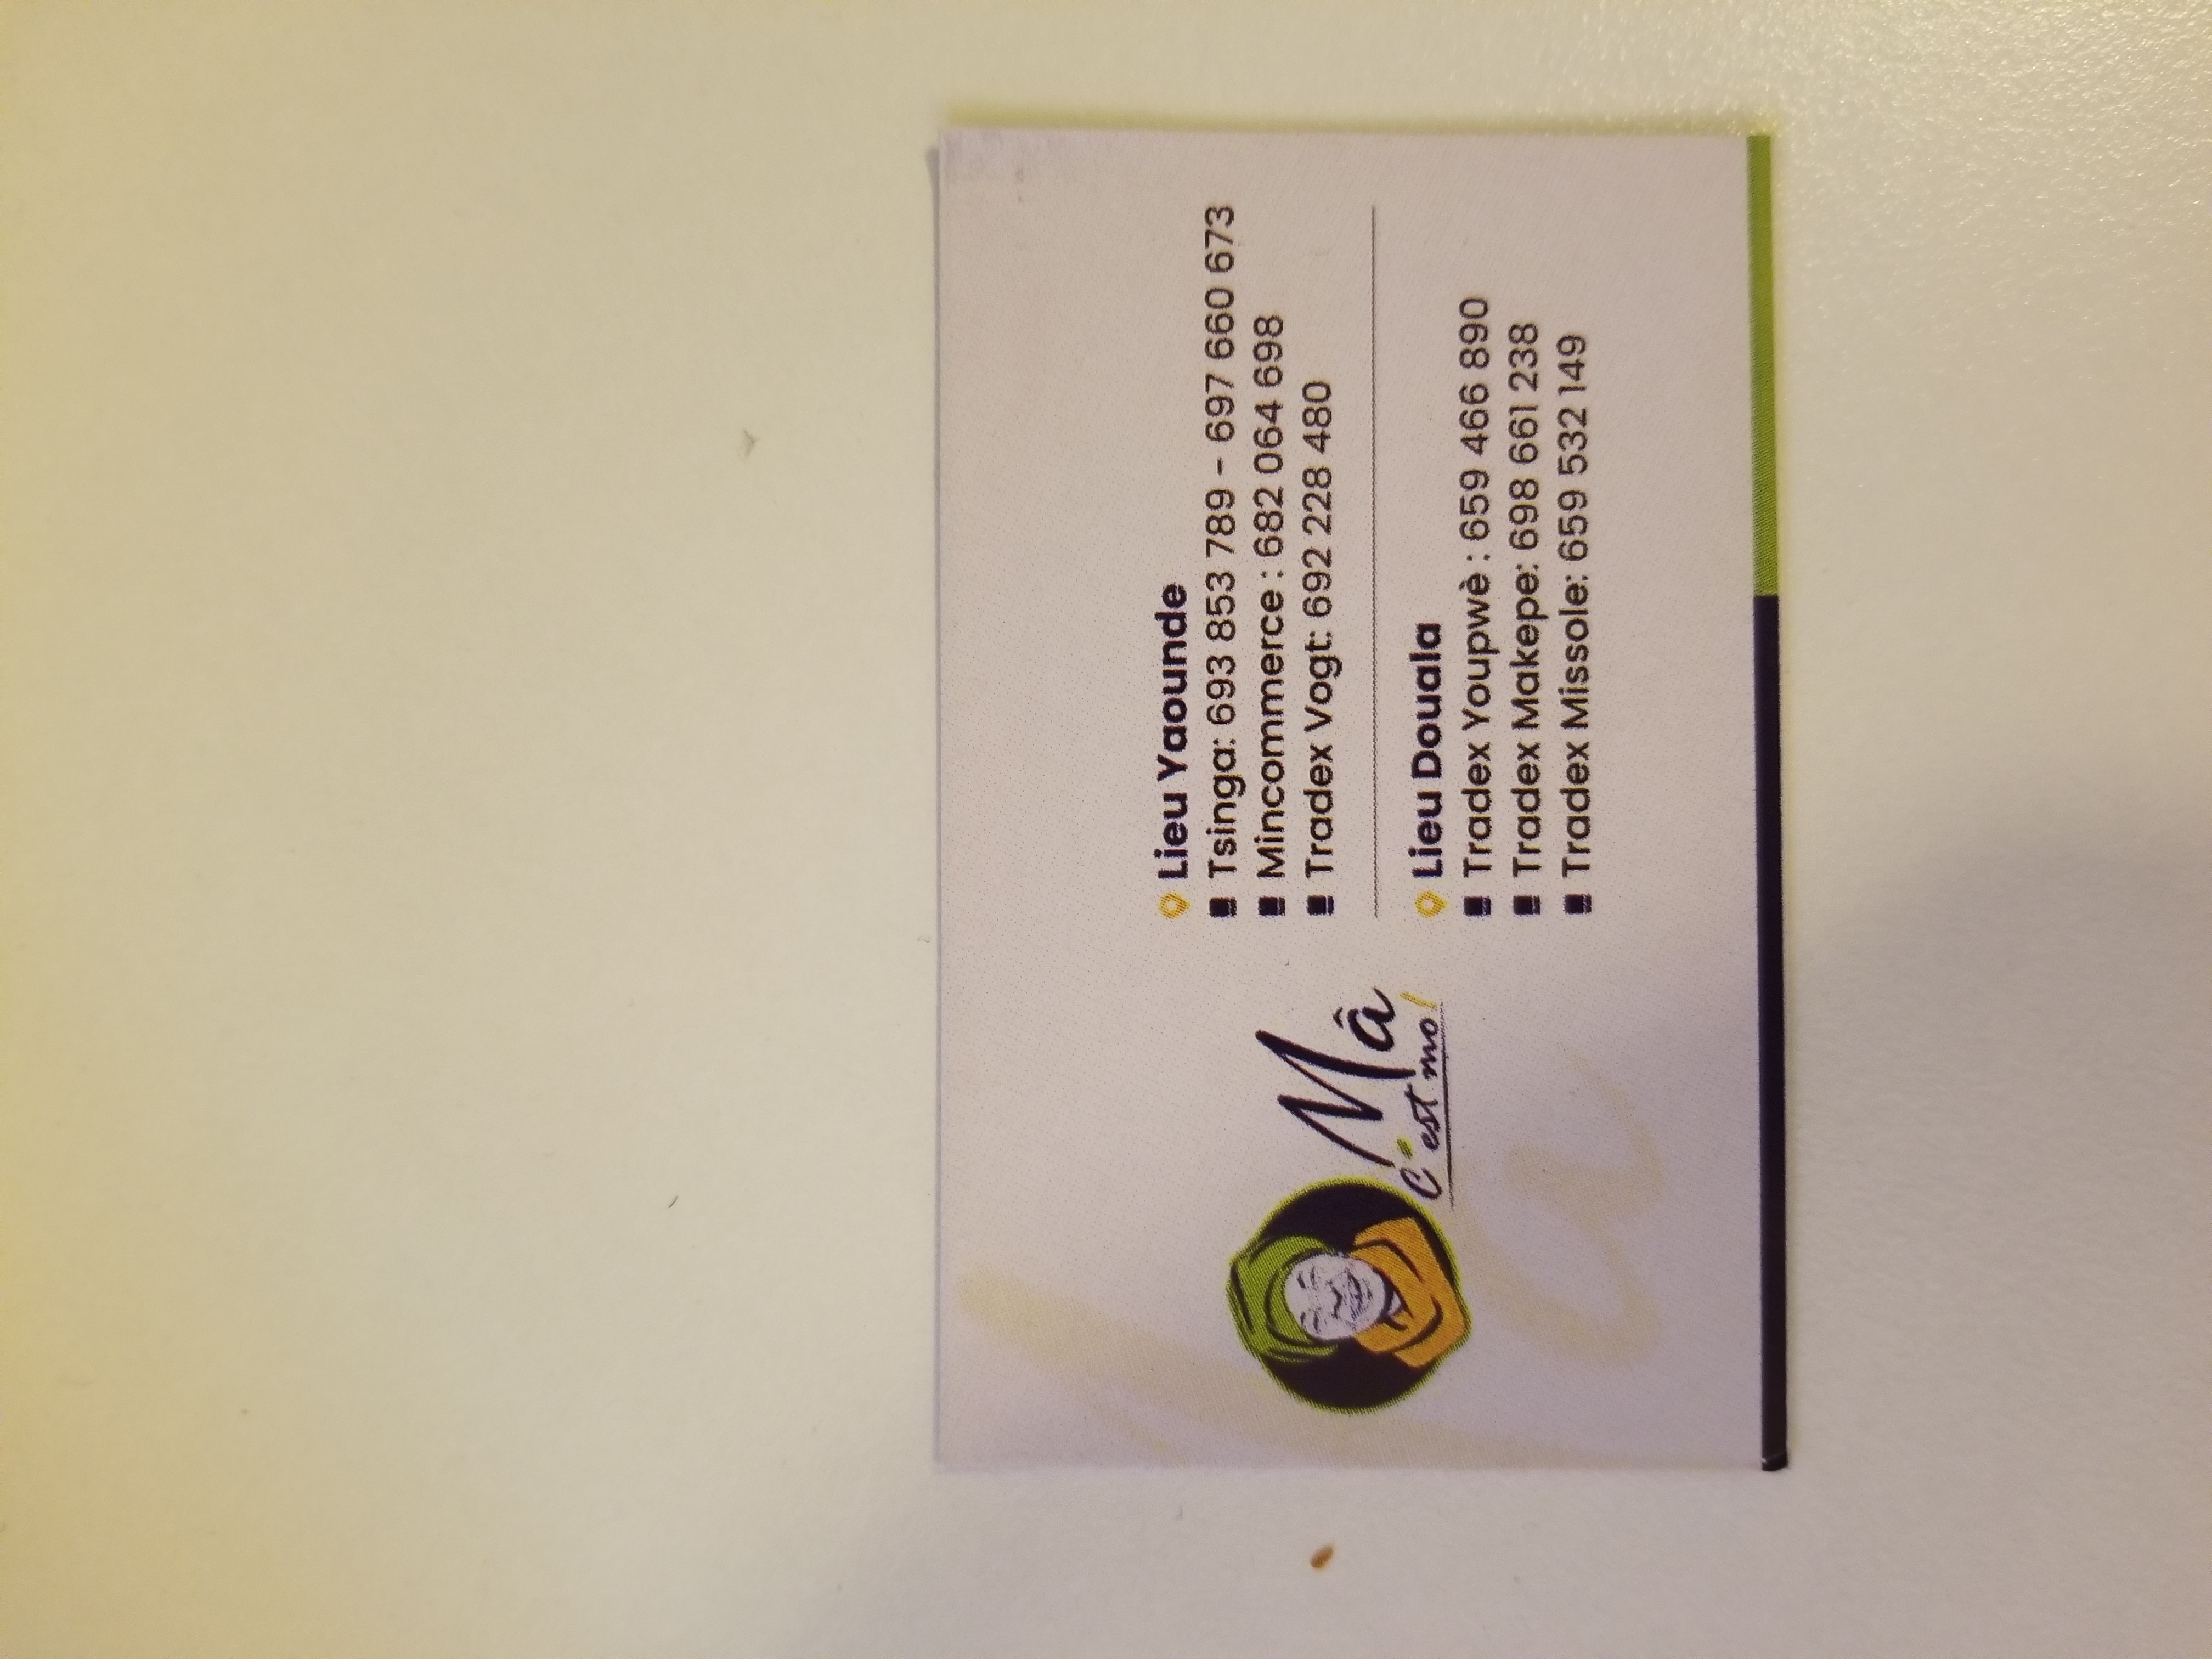 Mâ
C'est mo!
Lieu Yaounde
Tsinga: 693 853 789 - 697 660 673
Mincommerce : 682 064 698
Tradex Vogt: 692 228 480
Lieu Douala
Tradex Youpwè : 659 466 890
Tradex Makepe: 698 661 238
Tradex Missole: 659 532 149